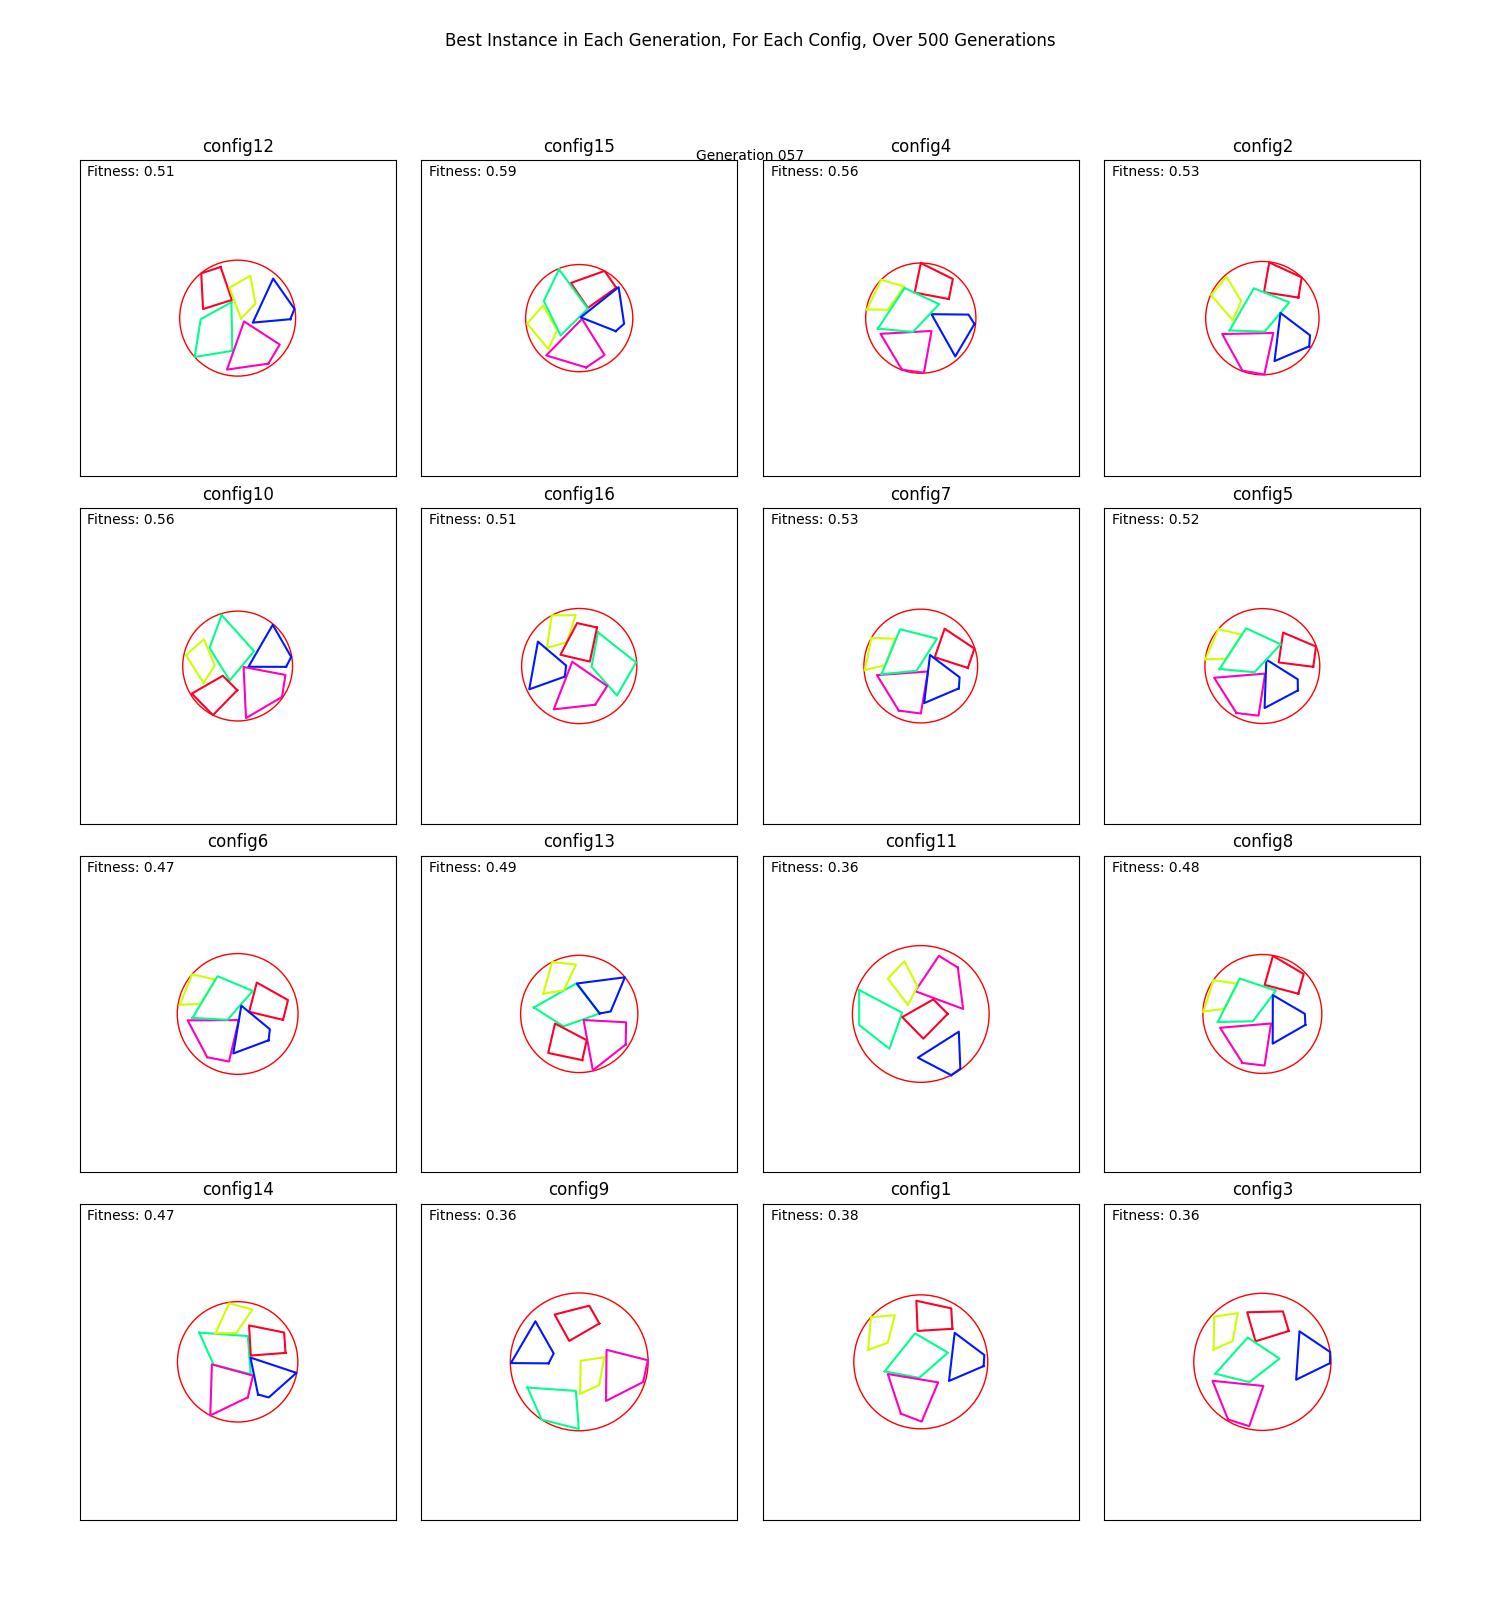 Best Instance in Each Generation, For Each Config, Over 500 Generations
Generation 057
config12
Fitness: 0.51
config15
Fitness: 0.59
config4
Fitness: 0.56
config2
Fitness: 0.53
config10
Fitness: 0.56
config16
Fitness: 0.51
config7
Fitness: 0.53
config5
Fitness: 0.52
config6
Fitness: 0.47
config13
Fitness: 0.49
config11
Fitness: 0.36
config8
Fitness: 0.48
config14
Fitness: 0.47
config9
Fitness: 0.36
config1
Fitness: 0.38
config3
Fitness: 0.36